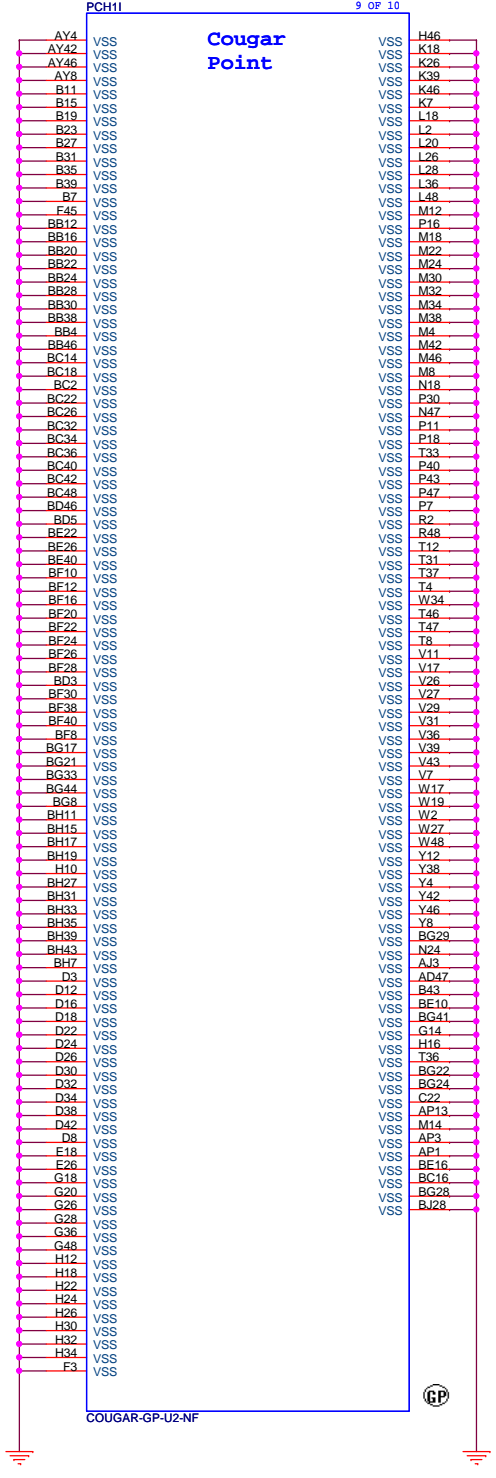 PCH1I
9 OF 10
Cougar
Point
AY4 VSS VSS H46
AY42 VSS VSS K18
AY46 VSS VSS K26
AY8 VSS VSS K39
B11 VSS VSS K46
B15 VSS VSS K7
B19 VSS VSS L18
B23 VSS VSS L2
B27 VSS VSS L20
B31 VSS VSS L26
B35 VSS VSS L28
B39 VSS VSS L36
B7 VSS VSS L48
F45 VSS VSS M12
BB12 VSS VSS P16
BB16 VSS VSS M18
BB20 VSS VSS M22
BB22 VSS VSS M24
BB24 VSS VSS M30
BB28 VSS VSS M32
BB30 VSS VSS M34
BB38 VSS VSS M38
BB4 VSS VSS M4
BB46 VSS VSS M42
BC14 VSS VSS M46
BC18 VSS VSS M8
BC2 VSS VSS N18
BC22 VSS VSS P30
BC26 VSS VSS N47
BC32 VSS VSS P11
BC34 VSS VSS P18
BC36 VSS VSS T33
BC40 VSS VSS P40
BC42 VSS VSS P43
BC48 VSS VSS P47
BD46 VSS VSS P7
BD5 VSS VSS R2
BE22 VSS VSS R48
BE26 VSS VSS T12
BE40 VSS VSS T31
BF10 VSS VSS T37
BF12 VSS VSS T4
BF16 VSS VSS W34
BF20 VSS VSS T46
BF22 VSS VSS T47
BF24 VSS VSS T8
BF26 VSS VSS V11
BF28 VSS VSS V17
BD3 VSS VSS V26
BF30 VSS VSS V27
BF38 VSS VSS V29
BF40 VSS VSS V31
BF8 VSS VSS V36
BG17 VSS VSS V39
BG21 VSS VSS V43
BG33 VSS VSS V7
BG44 VSS VSS W17
BG8 VSS VSS W19
BH11 VSS VSS W2
BH15 VSS VSS W27
BH17 VSS VSS W48
BH19 VSS VSS Y12
H10 VSS VSS Y38
BH27 VSS VSS Y4
BH31 VSS VSS Y42
BH33 VSS VSS Y46
BH35 VSS VSS Y8
BH39 VSS VSS BG29
BH43 VSS VSS N24
BH7 VSS VSS AJ3
D3 VSS VSS AD47
D12 VSS VSS B43
D16 VSS VSS BE10
D18 VSS VSS BG41
D22 VSS VSS G14
D24 VSS VSS H16
D26 VSS VSS T36
D30 VSS VSS BG22
D32 VSS VSS BG24
D34 VSS VSS C22
D38 VSS VSS AP13
D42 VSS VSS M14
D8 VSS VSS AP3
E18 VSS VSS AP1
E26 VSS VSS BE16
G18 VSS VSS BC16
G20 VSS VSS BG28
G26 VSS VSS BJ28
G28 VSS
G36 VSS
G48 VSS
H12 VSS
H18 VSS
H22 VSS
H24 VSS
H26 VSS
H30 VSS
H32 VSS
H34 VSS
F3 VSS
GP
COUGAR-GP-U2-NF